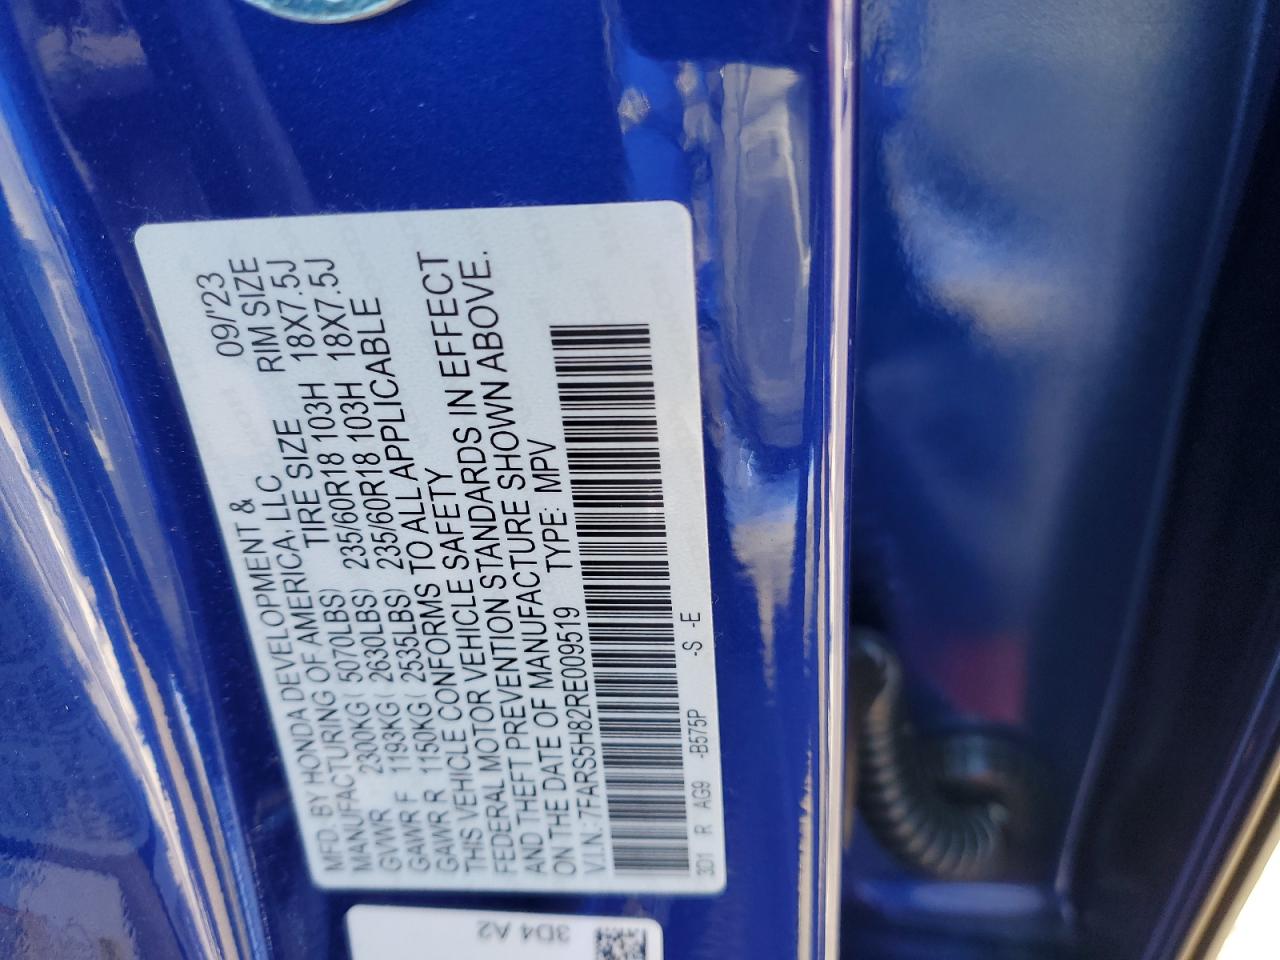 MFD. BY HONDA DEVELOPMENT &
MANUFACTURING OF AMERICA, LLC 09/'23
GVWR 2300KG( 5070LBS) TIRE SIZE RIM SIZE
GAWR F 1193KG( 2630LBS) 235/60R18 103H 18X7.5J
GAWR R 1150KG( 2535LBS) 235/60R18 103H 18X7.5J
THIS VEHICLE CONFORMS TO ALL APPLICABLE
FEDERAL MOTOR VEHICLE SAFETY
AND THEFT PREVENTION STANDARDS IN EFFECT
ON THE DATE OF MANUFACTURE SHOWN ABOVE.
V.I.N.: 7FARS5H82RE009519 TYPE: MPV
3D1 R AG9 -B575P -S -E
3D4 A2